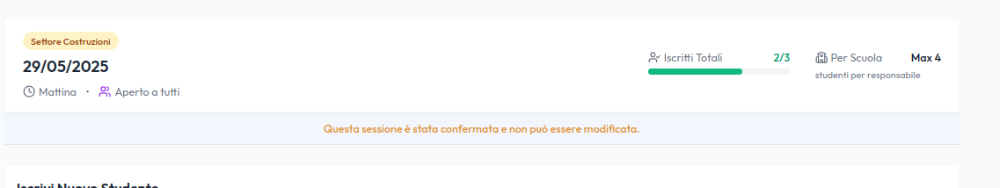 Settore Costruzioni
29/05/2025
Mattina • Aperto a tutti
Iscritti Totali 2/3
Per Scuola Max 4
studenti per responsabile
Questa sessione è stata confermata e non può essere modificata.
Iscrivi Nuovo Studente